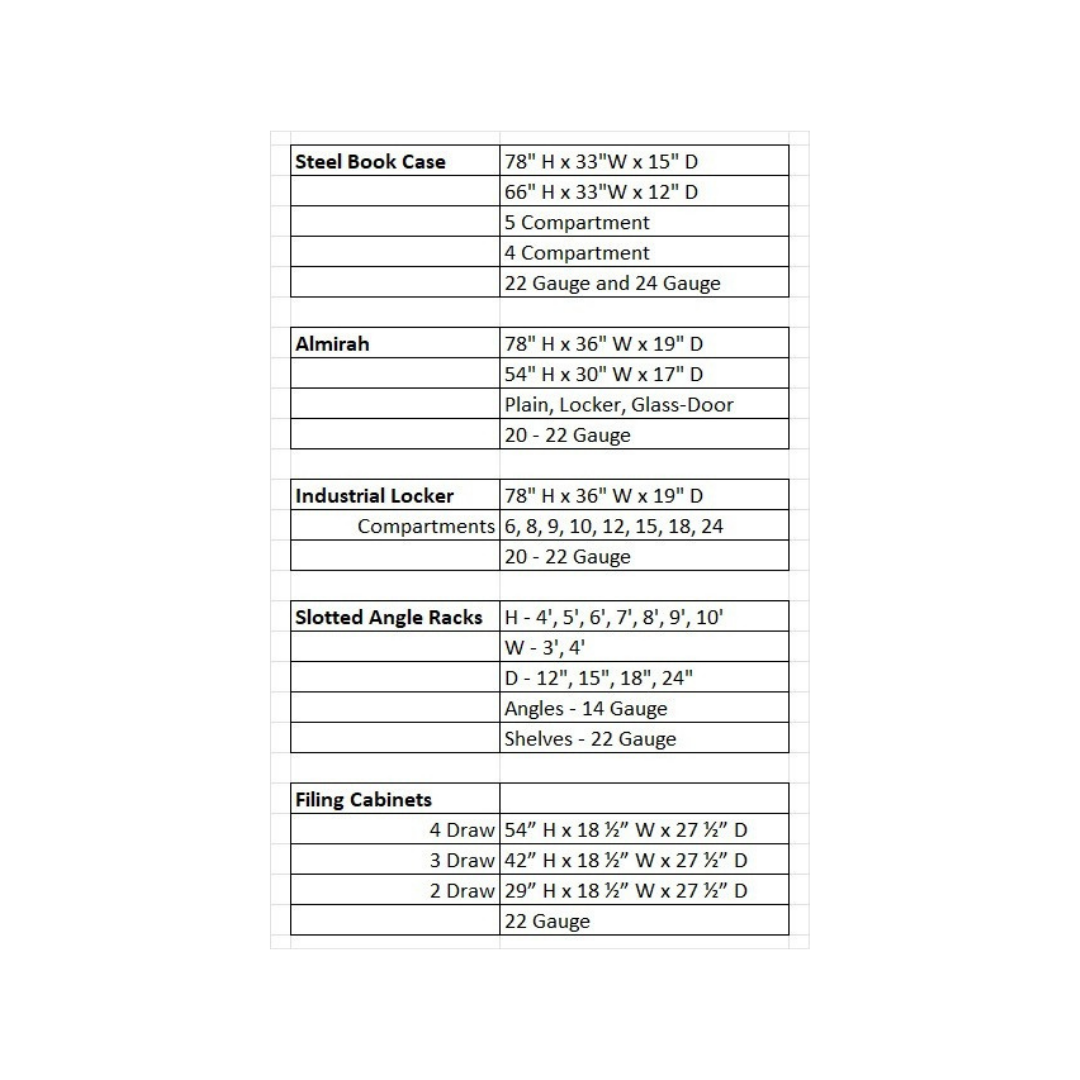 Steel Book Case 78" H x 33"W x 15" D
66" H x 33"W x 12" D
5 Compartment
4 Compartment
22 Gauge and 24 Gauge
Almirah 78" H x 36" W x 19" D
54" H x 30" W x 17" D
Plain, Locker, Glass-Door
20 - 22 Gauge
Industrial Locker 78" H x 36" W x 19" D
Compartments 6, 8, 9, 10, 12, 15, 18, 24
20 - 22 Gauge
Slotted Angle Racks H - 4', 5', 6', 7', 8', 9', 10'
W - 3', 4'
D - 12", 15", 18", 24"
Angles - 14 Gauge
Shelves - 22 Gauge
Filing Cabinets
4 Draw 54” H x 18 ½” W x 27 ½” D
3 Draw 42” H x 18 ½” W x 27 ½” D
2 Draw 29” H x 18 ½” W x 27 ½” D
22 Gauge